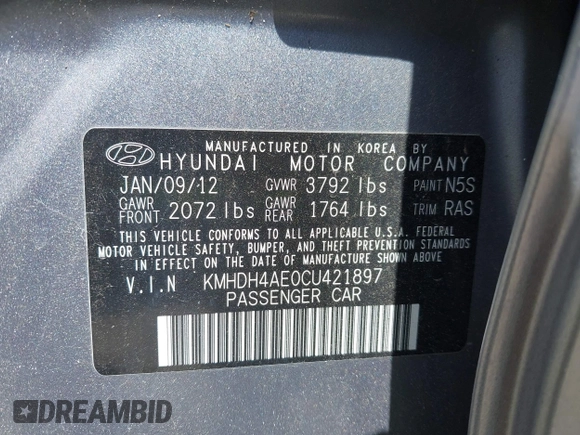 MANUFACTURED IN KOREA BY
HYUNDAI MOTOR COMPANY
JAN/09/12 GVWR 3792 lbs PAINT N5S
GAWR FRONT 2072 lbs GAWR REAR 1764 lbs TRIM RAS
THIS VEHICLE CONFORMS TO ALL APPLICABLE U.S.A. FEDERAL
MOTOR VEHICLE SAFETY, BUMPER, AND THEFT PREVENTION STANDARDS
IN EFFECT ON THE DATE OF MANUFACTURE SHOWN ABOVE.
V.I.N KMHDH4AE0CU421897
PASSENGER CAR
DREAMBID